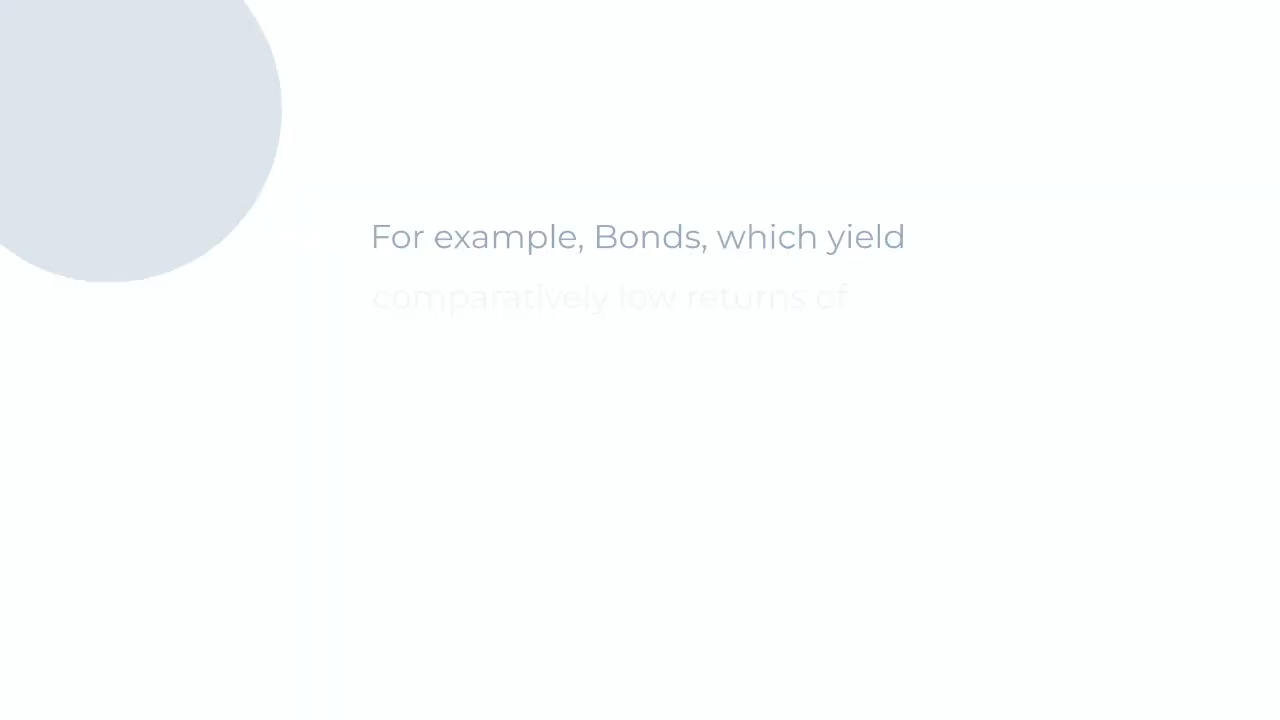 For example, Bonds, which yield
comparatively low returns of